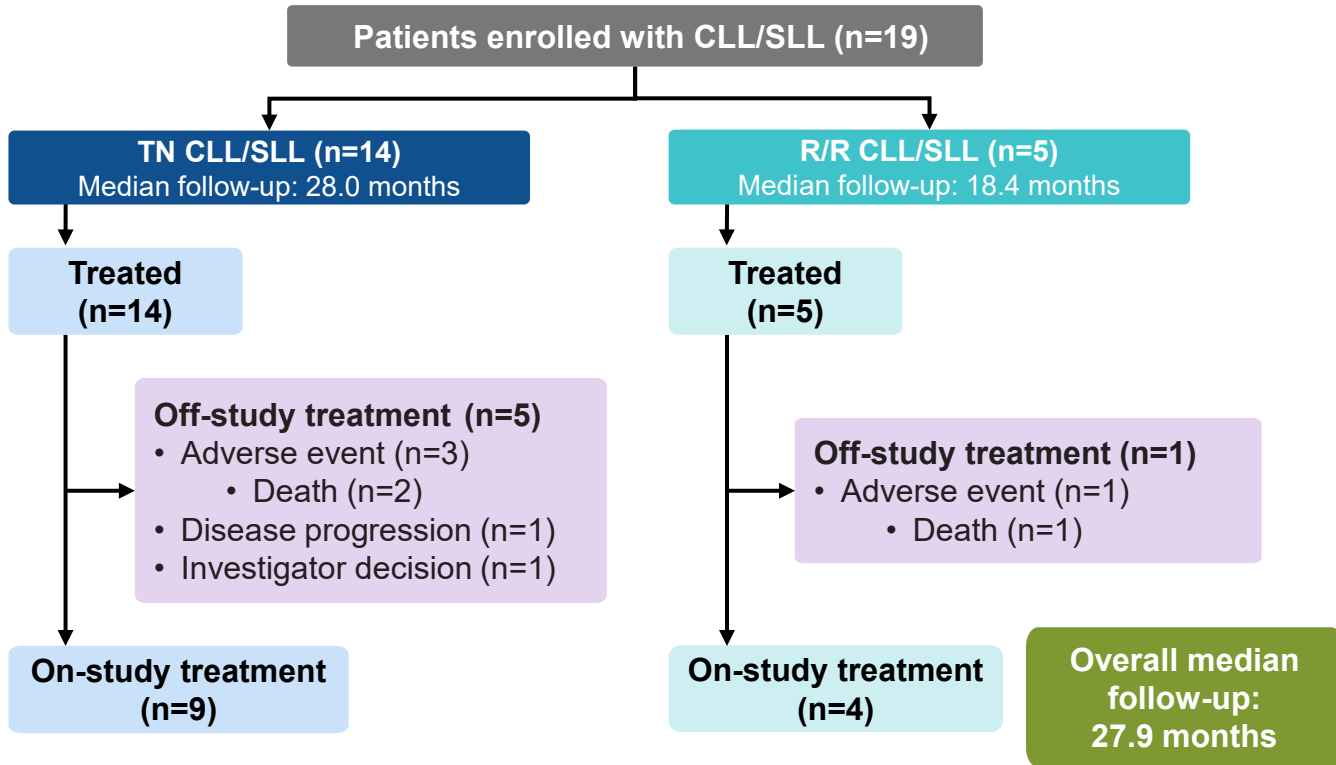 Patients enrolled with CLL/SLL (n=19)
TN CLL/SLL (n=14)
Median follow-up: 28.0 months
R/R CLL/SLL (n=5)
Median follow-up: 18.4 months
Treated
(n=14)
Treated
(n=5)
Off-study treatment (n=5)
• Adverse event (n=3)
• Death (n=2)
• Disease progression (n=1)
• Investigator decision (n=1)
Off-study treatment (n=1)
• Adverse event (n=1)
• Death (n=1)
On-study treatment
(n=9)
On-study treatment
(n=4)
Overall median
follow-up:
27.9 months